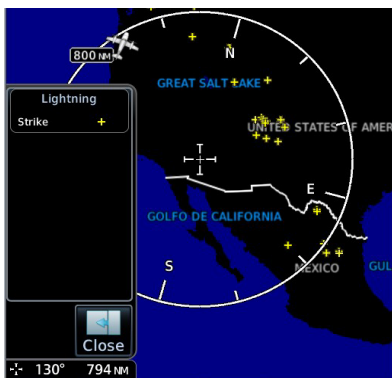 800 NM
N
GREAT SALT LAKE
Lightning
Strike
UNITED STATES OF AMER
E
GOLFO DE CALIFORNIA
S
MEXICO
GUL
Close
130° 794 NM